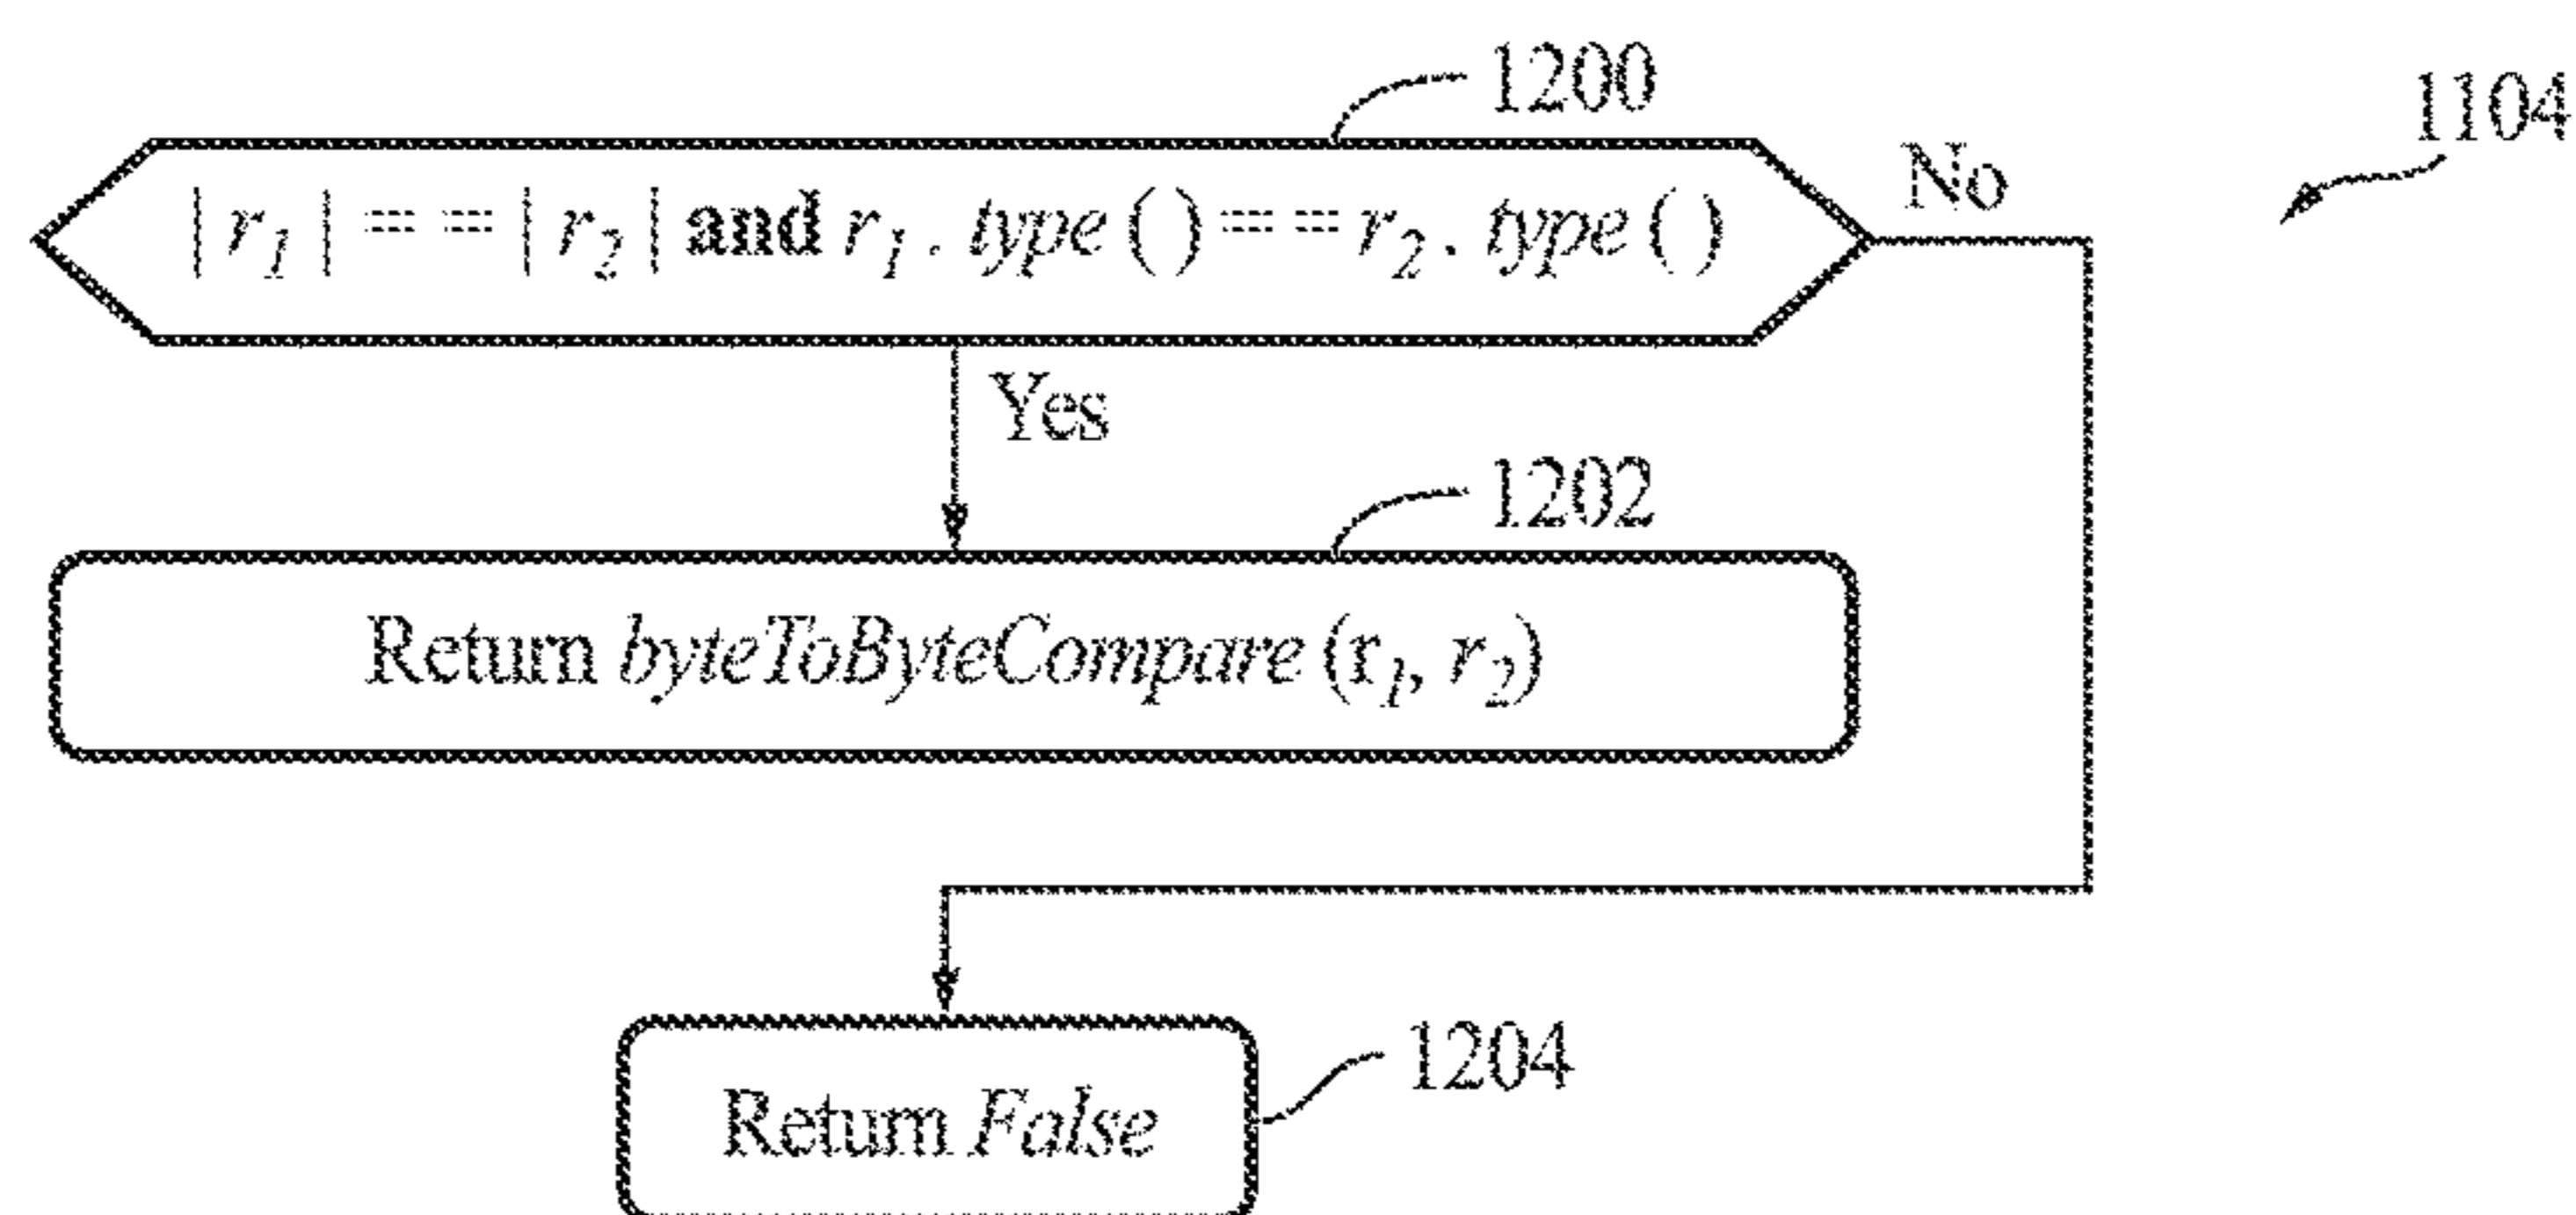 1200
1104
| r₁ | = = | r₂ | and r₁ . type ( ) = = r₂ . type ( )
No
Yes
1202
Return byteToByteCompare (r₁, r₂)
1204
Return False